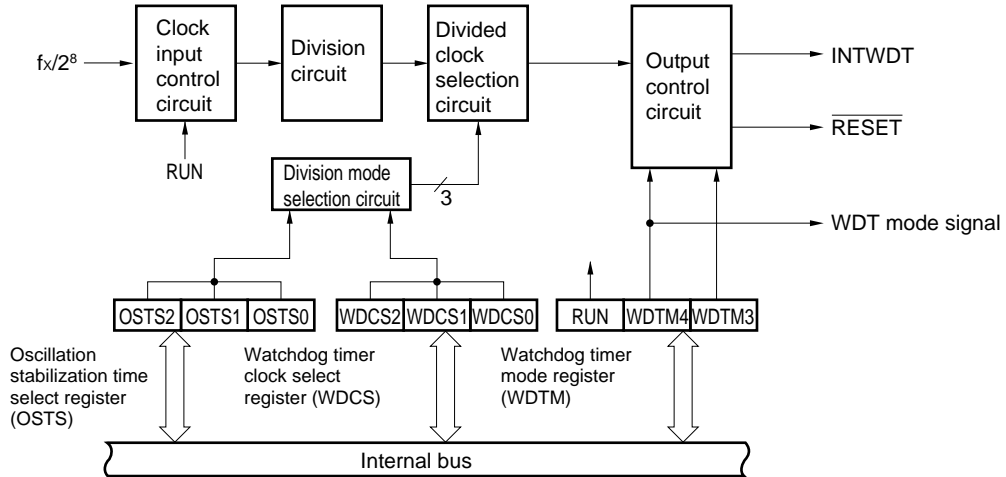 Clock
input
control
circuit
Division
circuit
Divided
clock
selection
circuit
Output
control
circuit
fx/2⁸
INTWDT
RESET
RUN
Division mode
selection circuit
3
WDT mode signal
OSTS2 OSTS1 OSTS0
WDCS2 WDCS1 WDCS0
RUN WDTM4 WDTM3
Oscillation
stabilization time
select register
(OSTS)
Watchdog timer
clock select
register (WDCS)
Watchdog timer
mode register
(WDTM)
Internal bus